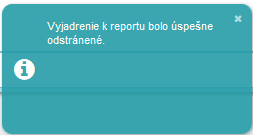 Vyjadrenie k reportu bolo úspešne
odstránené.